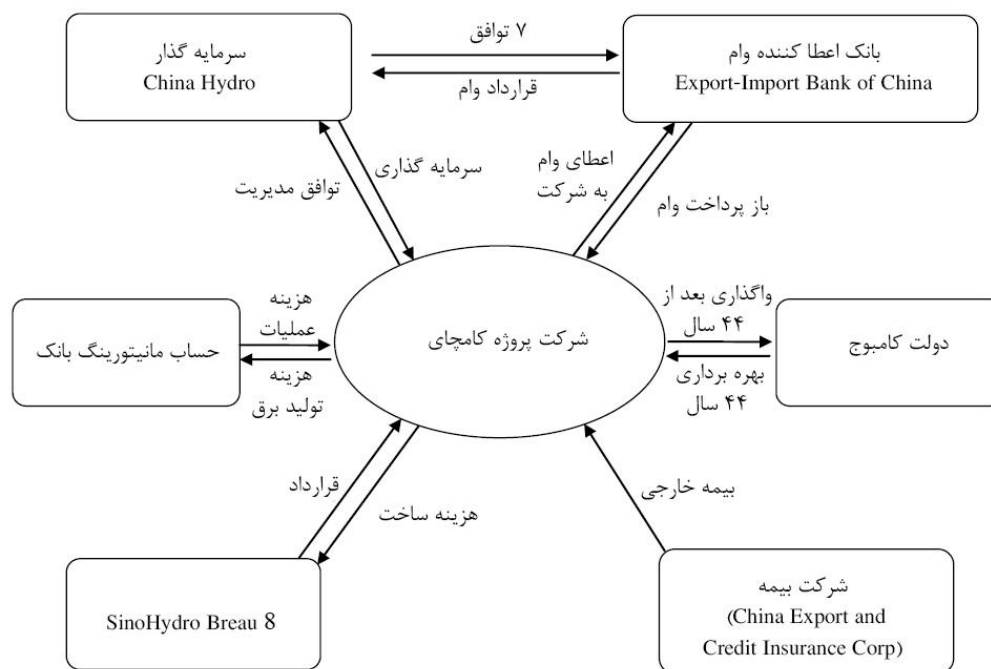 سرمایه گذار
China Hydro
۷ توافق
قرارداد وام
بانک اعطا کننده وام
Export-Import Bank of China
توافق مدیریت
سرمایه گذاری
اعطای وام
به شرکت
باز پرداخت وام
حساب مانیتورینگ بانک
هزینه
عملیات
هزینه
تولید برق
شرکت پروژه کامچای
واگذاری بعد از
۴۴ سال
بهره برداری
۴۴ سال
دولت کامبوج
قرارداد
هزینه ساخت
بیمه خارجی
SinoHydro Breau 8
شرکت بیمه
(China Export and
Credit Insurance Corp)